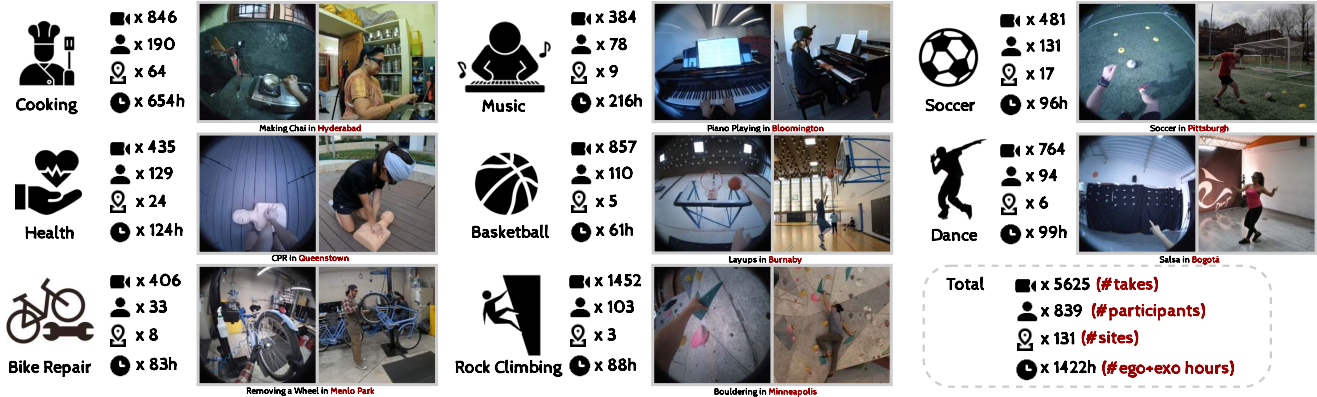 Cooking
x 846
x 190
x 64
x 654h
Making Chai in Hyderabad
Music
x 384
x 78
x 9
x 216h
Piano Playing in Bloomington
Soccer
x 481
x 131
x 17
x 96h
Soccer in Pittsburgh
Health
x 435
x 129
x 24
x 124h
CPR in Queenstown
Basketball
x 857
x 110
x 5
x 61h
Layups in Burnaby
Dance
x 764
x 94
x 6
x 99h
Salsa in Bogotá
Bike Repair
x 406
x 33
x 8
x 83h
Removing a Wheel in Menlo Park
Rock Climbing
x 1452
x 103
x 3
x 88h
Bouldering in Minneapolis
Total
x 5625 (#takes)
x 839 (#participants)
x 131 (#sites)
x 1422h (#ego+exo hours)